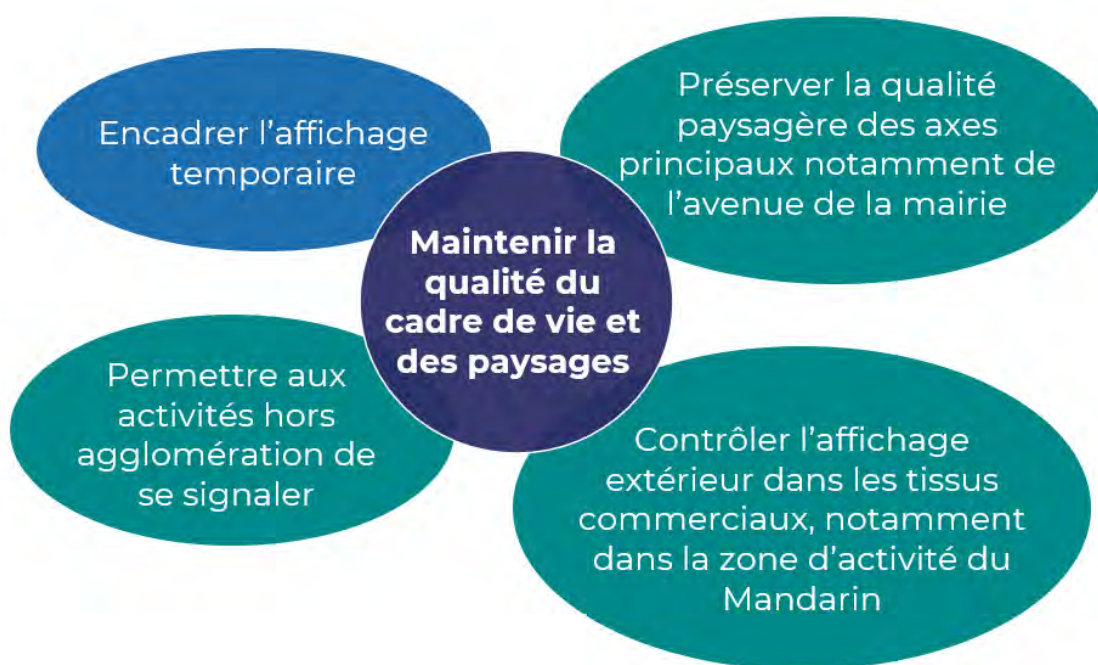 Encadrer l’affichage
temporaire
Préserver la qualité
paysagère des axes
principaux notamment de
l’avenue de la mairie
Maintenir la
qualité du
cadre de vie et
des paysages
Permettre aux
activités hors
agglomération de
se signaler
Contrôler l’affichage
extérieur dans les tissus
commerciaux, notamment
dans la zone d’activité du
Mandarin